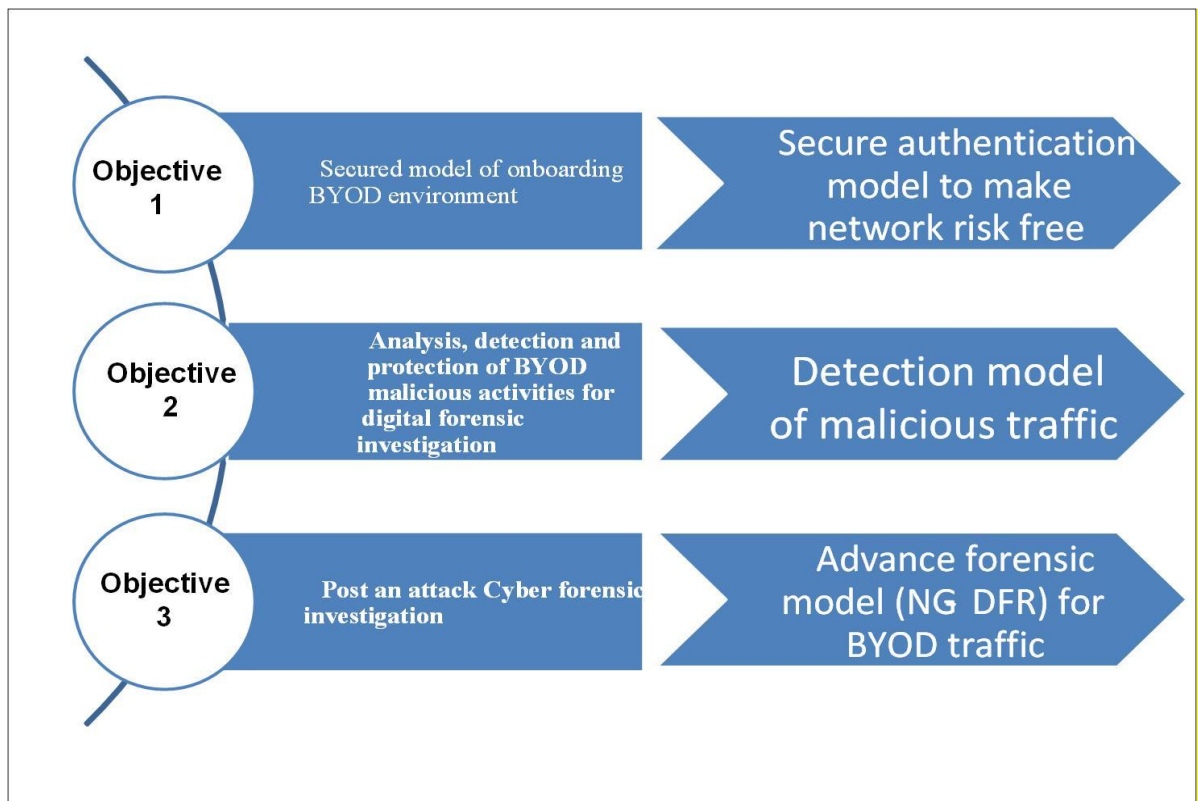 Objective
1
Secured model of onboarding
BYOD environment
Secure authentication
model to make
network risk free
Objective
2
Analysis, detection and
protection of BYOD
malicious activities for
digital forensic
investigation
Detection model
of malicious traffic
Objective
3
Post an attack Cyber forensic
investigation
Advance forensic
model (NG DFR) for
BYOD traffic